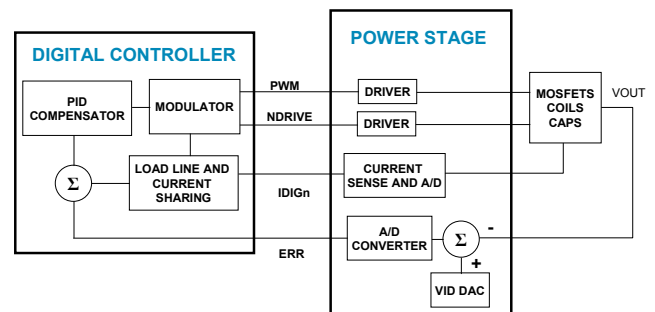 DIGITAL CONTROLLER
POWER STAGE
PID
COMPENSATOR
MODULATOR
PWM
NDRIVE
DRIVER
DRIVER
MOSFETS
COILS
CAPS
VOUT
Σ
LOAD LINE AND
CURRENT
SHARING
IDIGn
CURRENT
SENSE AND A/D
ERR
A/D
CONVERTER
Σ
-
+
VID DAC